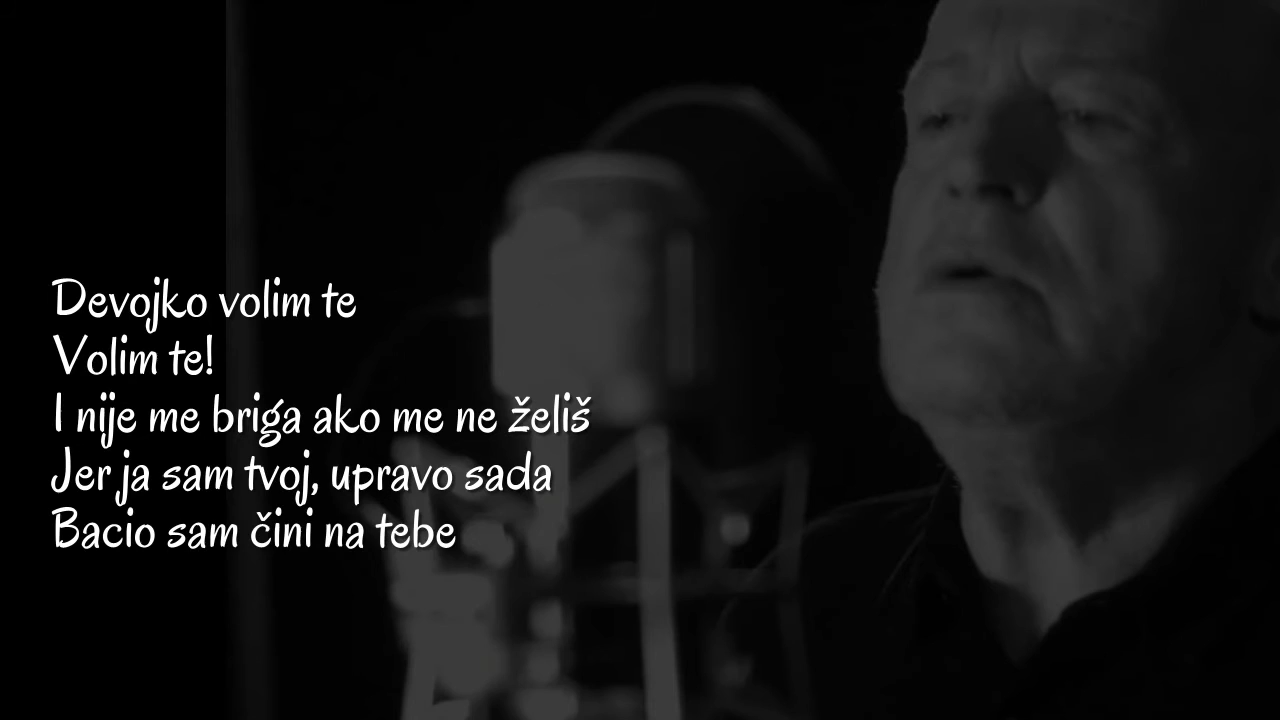 Devojko volim te
Volim te!
I nije me briga ako me ne želiš
Jer ja sam tvoj, upravo sada
Bacio sam čini na tebe